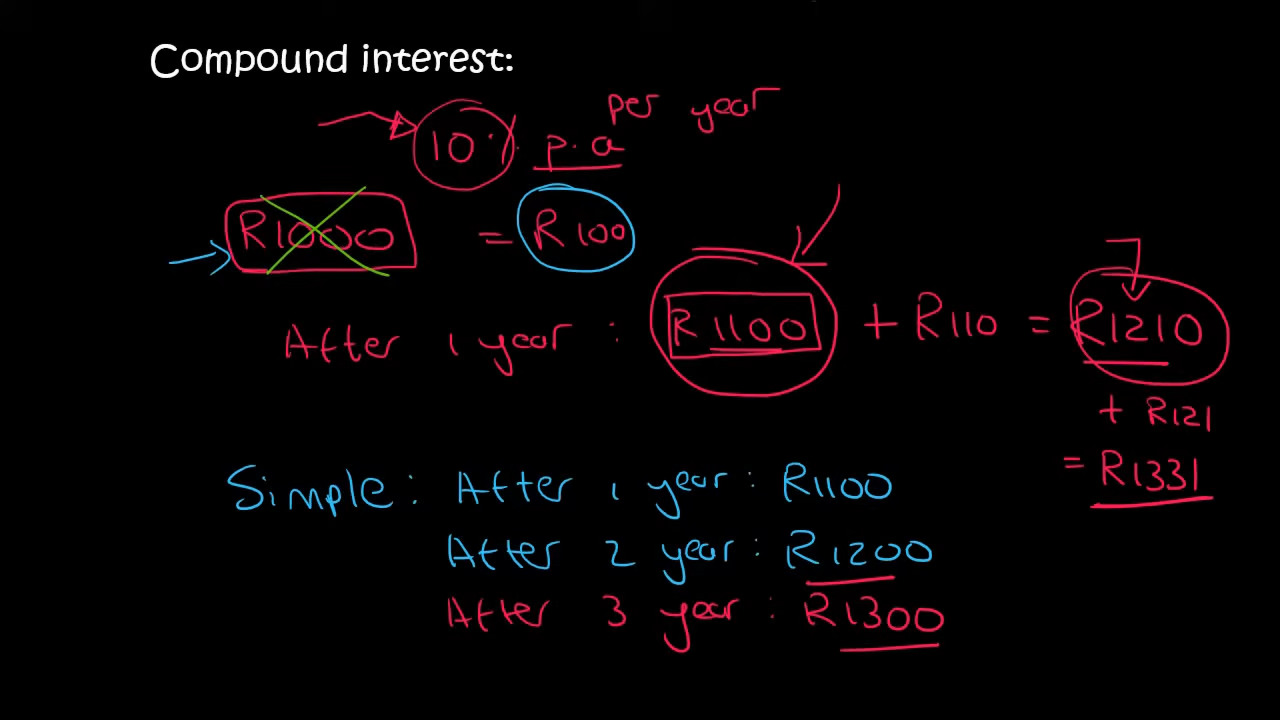 Compound interest:
per year
10% p.a
R1000 = R100
After 1 year : R1100 + R110 = R1210
+ R121
= R1331
Simple : After 1 year : R1100
After 2 year : R1200
After 3 year : R1300